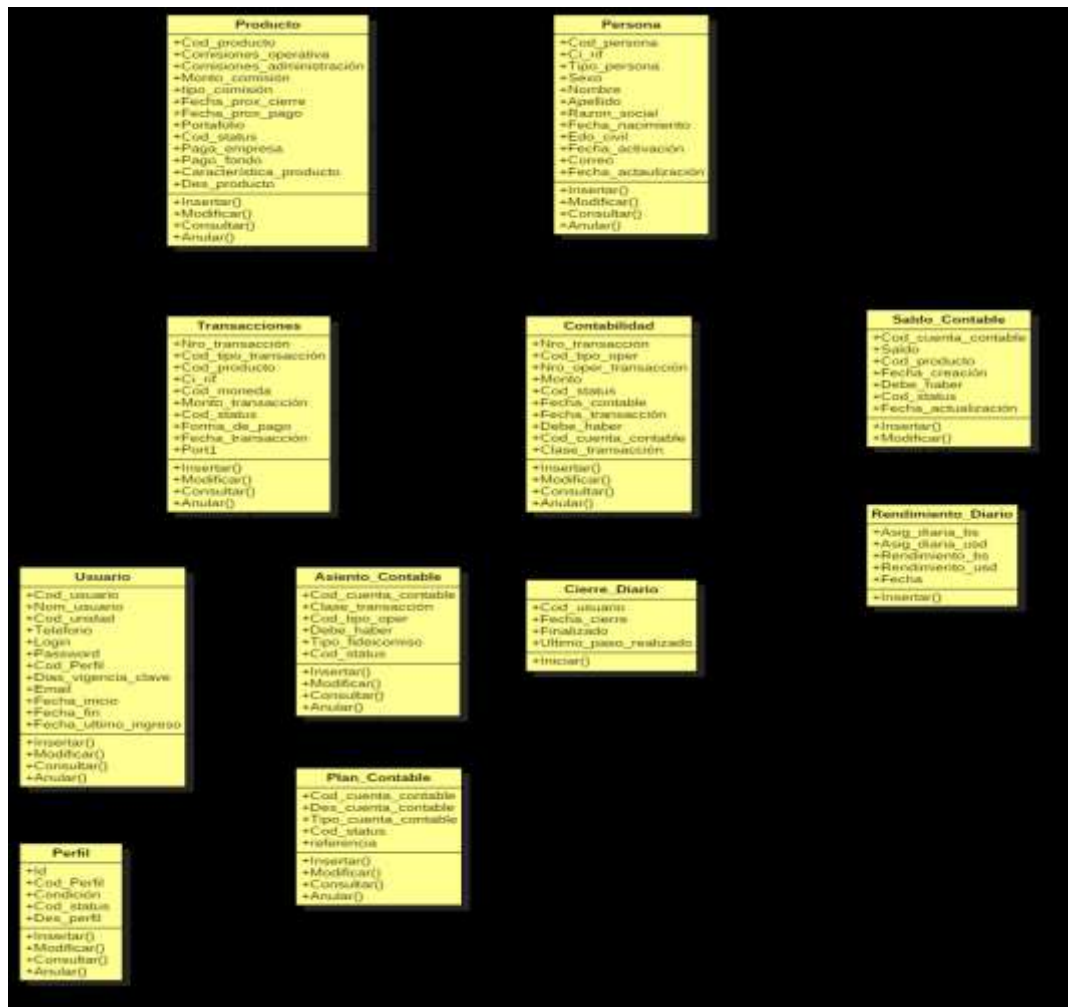 Producto
+Cod_producto
+Comisiones_operativa
+Comisiones_administración
+Monto_comisión
+tipo_comisión
+Fecha_prox_cierre
+Fecha_prox_pago
+Portafolio
+Cod_status
+Pago_empresa
+Pago_fondo
+Característica_producto
+Des_producto
+Insertar()
+Modificar()
+Consultar()
+Anular()
Persona
+Cod_persona
+Ci_rif
+Tipo_persona
+Sexo
+Nombre
+Apellido
+Razon_social
+Fecha_nacimiento
+Edo_civil
+Fecha_activación
+Correo
+Fecha_actaulización
+Insertar()
+Modificar()
+Consultar()
+Anular()
Transacciones
+Nro_transacción
+Cod_tipo_transacción
+Cod_producto
+Ci_rif
+Cod_moneda
+Monto_transacición
+Cod_status
+Forma_de_pago
+Fecha_transacción
+Port1
+Insertar()
+Modificar()
+Consultar()
+Anular()
Contabilidad
+Nro_transacción
+Cod_tipo_oper
+Nro_oper_transacción
+Monto
+Cod_status
+Fecha_contable
+Fecha_transacción
+Debe_haber
+Cod_cuenta_contable
+Clase_transacción
+Insertar()
+Modificar()
+Consultar()
+Anular()
Saldo_Contable
+Cod_cuenta_contable
+Saldo
+Cod_producto
+Fecha_creación
+Debe_haber
+Cod_status
+Fecha_actualización
+Insertar()
+Modificar()
Rendimiento_Diario
+Asig_diaria_bs
+Asig_diaria_usd
+Rendimiento_bs
+Rendimiento_usd
+Fecha
+Insertar()
Usuario
+Cod_usuario
+Nom_usuario
+Cod_unidad
+Teléfono
+Login
+Password
+Cod_Perfil
+Dias_vigencia_clave
+Email
+Fecha_inicio
+Fecha_fin
+Fecha_ultimo_ingreso
+Insertar()
+Modificar()
+Consultar()
+Anular()
Asiento_Contable
+Cod_cuenta_contable
+Clase_transacción
+Cod_tipo_oper
+Debe_haber
+Tipo_fideicomiso
+Cod_status
+Insertar()
+Modificar()
+Consultar()
+Anular()
Cierre_Diario
+Cod_usuario
+Fecha_cierre
+Finalizado
+Ultimo_paso_realizado
+Iniciar()
Plan_Contable
+Cod_cuenta_contable
+Des_cuenta_contable
+Tipo_cuenta_contable
+Cod_status
+referencia
+Insertar()
+Modificar()
+Consultar()
+Anular()
Perfil
+Id
+Cod_Perfil
+Condición
+Cod_status
+Des_perfil
+Insertar()
+Modificar()
+Consultar()
+Anular()